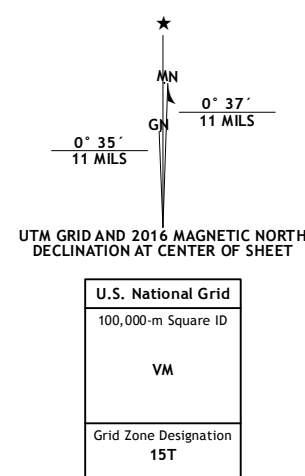 ★
MN
0° 37´
11 MILS
GN
0° 35´
11 MILS
UTM GRID AND 2016 MAGNETIC NORTH
DECLINATION AT CENTER OF SHEET
U.S. National Grid
100,000-m Square ID
VM
Grid Zone Designation
15T